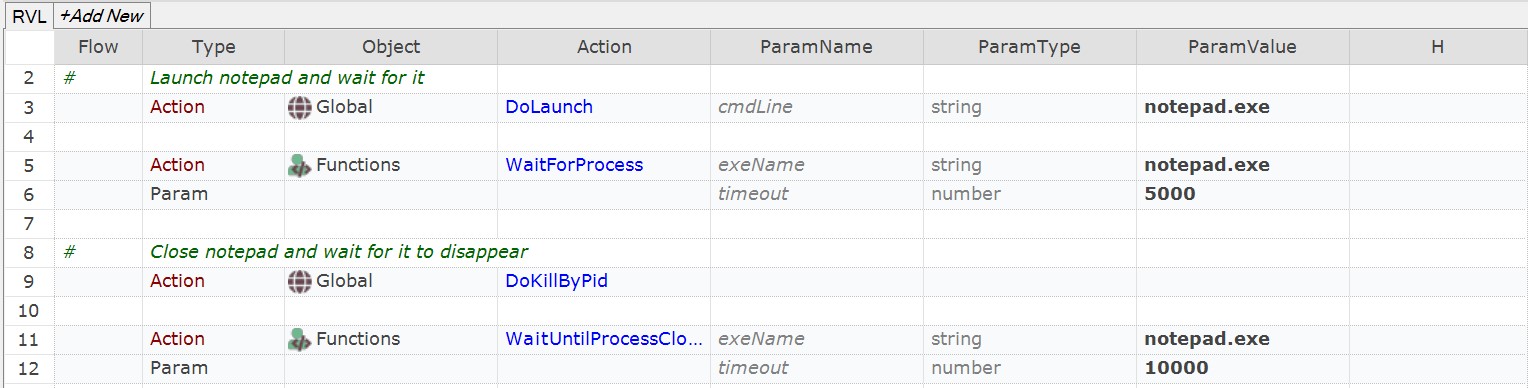 RVL +Add New
Flow Type Object Action ParamName ParamType ParamValue H
2 # Launch notepad and wait for it
3 Action Global DoLaunch cmdLine string notepad.exe
4
5 Action Functions WaitForProcess exeName string notepad.exe
6 Param timeout number 5000
7
8 # Close notepad and wait for it to disappear
9 Action Global DoKillByPid
10
11 Action Functions WaitUntilProcessClo... exeName string notepad.exe
12 Param timeout number 10000